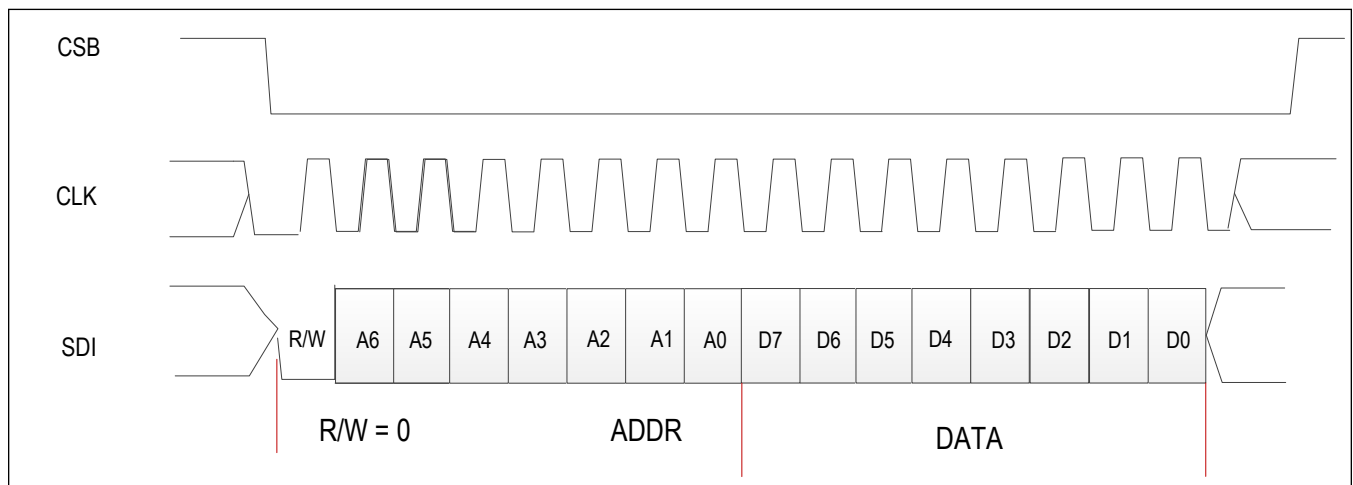 CSB
CLK
SDI
R/W A6 A5 A4 A3 A2 A1 A0 D7 D6 D5 D4 D3 D2 D1 D0
R/W = 0 ADDR DATA